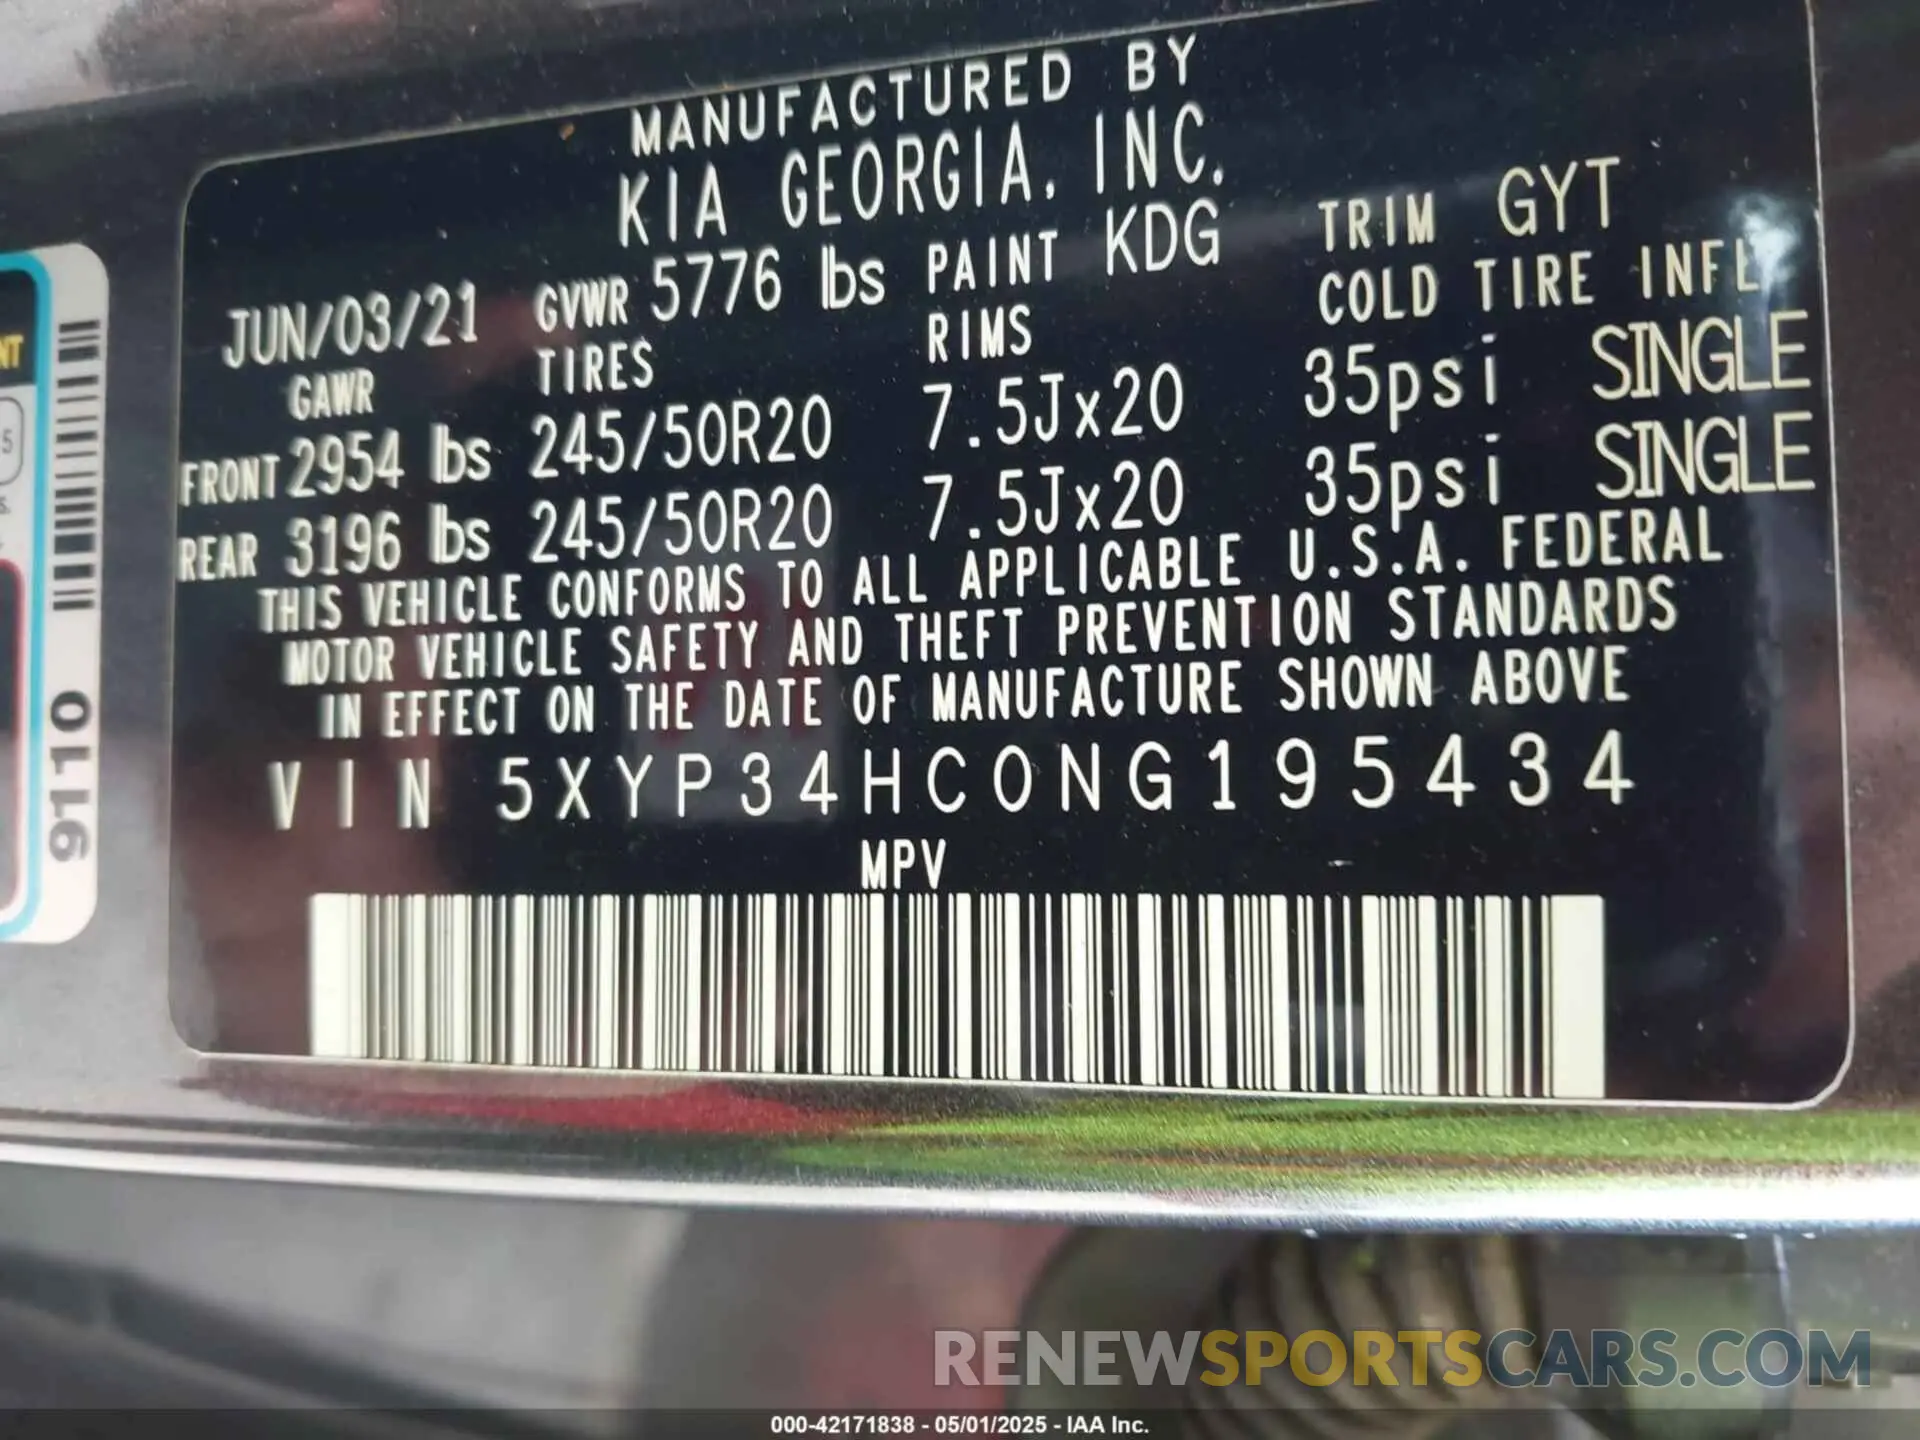 MANUFACTURED BY
KIA GEORGIA, INC.
JUN/03/21 GVWR 5776 lbs PAINT KDG TRIM GYT
GAWR TIRES RIMS COLD TIRE INFL
FRONT 2954 lbs 245/50R20 7.5Jx20 35psi SINGLE
REAR 3196 lbs 245/50R20 7.5Jx20 35psi SINGLE
THIS VEHICLE CONFORMS TO ALL APPLICABLE U.S.A. FEDERAL
MOTOR VEHICLE SAFETY AND THEFT PREVENTION STANDARDS
IN EFFECT ON THE DATE OF MANUFACTURE SHOWN ABOVE
VIN 5XYP34HC0NG195434
MPV
9110
RENEWSPORTSCARS.COM
000-42171838 - 05/01/2025 - IAA Inc.